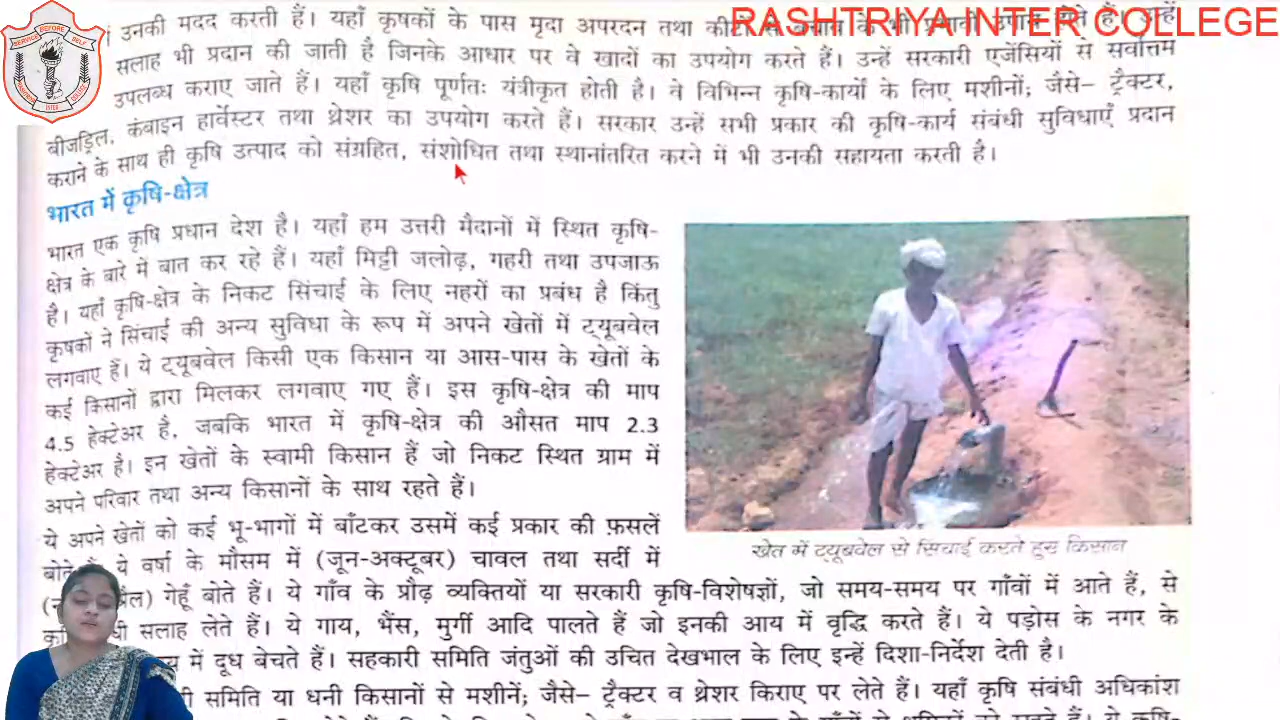 RASHTRIYA INTER COLLEGE
उनकी मदद करती हैं। यहाँ कृषकों के पास मृदा अपरदन तथा
सलाह भी प्रदान की जाती है जिनके आधार पर वे खादों का उपयोग करते हैं। उन्हें सरकारी एजेंसियों से सर्वोत्तम
उपलब्ध कराए जाते हैं। यहाँ कृषि पूर्णतः यंत्रीकृत होती है। वे विभिन्न कृषि-कार्यों के लिए मशीनों; जैसे– ट्रैक्टर,
बीजड्रिल, कंबाइन हार्वेस्टर तथा थ्रेशर का उपयोग करते हैं। सरकार उन्हें सभी प्रकार की कृषि-कार्य संबंधी सुविधाएँ प्रदान
कराने के साथ ही कृषि उत्पाद को संग्रहित, संशोधित तथा स्थानांतरित करने में भी उनकी सहायता करती है।
भारत में कृषि-क्षेत्र
भारत एक कृषि प्रधान देश है। यहाँ हम उत्तरी मैदानों में स्थित कृषि-
क्षेत्र के बारे में बात कर रहे हैं। यहाँ मिट्टी जलोढ़, गहरी तथा उपजाऊ
है। यहाँ कृषि-क्षेत्र के निकट सिंचाई के लिए नहरों का प्रबंध है किंतु
कृषकों ने सिंचाई की अन्य सुविधा के रूप में अपने खेतों में ट्यूबवेल
लगवाए हैं। ये ट्यूबवेल किसी एक किसान या आस-पास के खेतों के
कई किसानों द्वारा मिलकर लगवाए गए हैं। इस कृषि-क्षेत्र की माप
4.5 हेक्टेअर है, जबकि भारत में कृषि-क्षेत्र की औसत माप 2.3
हेक्टेअर है। इन खेतों के स्वामी किसान हैं जो निकट स्थित ग्राम में
अपने परिवार तथा अन्य किसानों के साथ रहते हैं।
खेत में ट्यूबवेल से सिंचाई करते हुए किसान
ये अपने खेतों को कई भू-भागों में बाँटकर उसमें कई प्रकार की फ़सलें
ये वर्षा के मौसम में (जून-अक्टूबर) चावल तथा सर्दी में
गेहूँ बोते हैं। ये गाँव के प्रौढ़ व्यक्तियों या सरकारी कृषि-विशेषज्ञों, जो समय-समय पर गाँवों में आते हैं, से
सलाह लेते हैं। ये गाय, भैंस, मुर्गी आदि पालते हैं जो इनकी आय में वृद्धि करते हैं। ये पड़ोस के नगर के
में दूध बेचते हैं। सहकारी समिति जंतुओं की उचित देखभाल के लिए इन्हें दिशा-निर्देश देती है।
समिति या धनी किसानों से मशीनें; जैसे– ट्रैक्टर व थ्रेशर किराए पर लेते हैं। यहाँ कृषि संबंधी अधिकांश